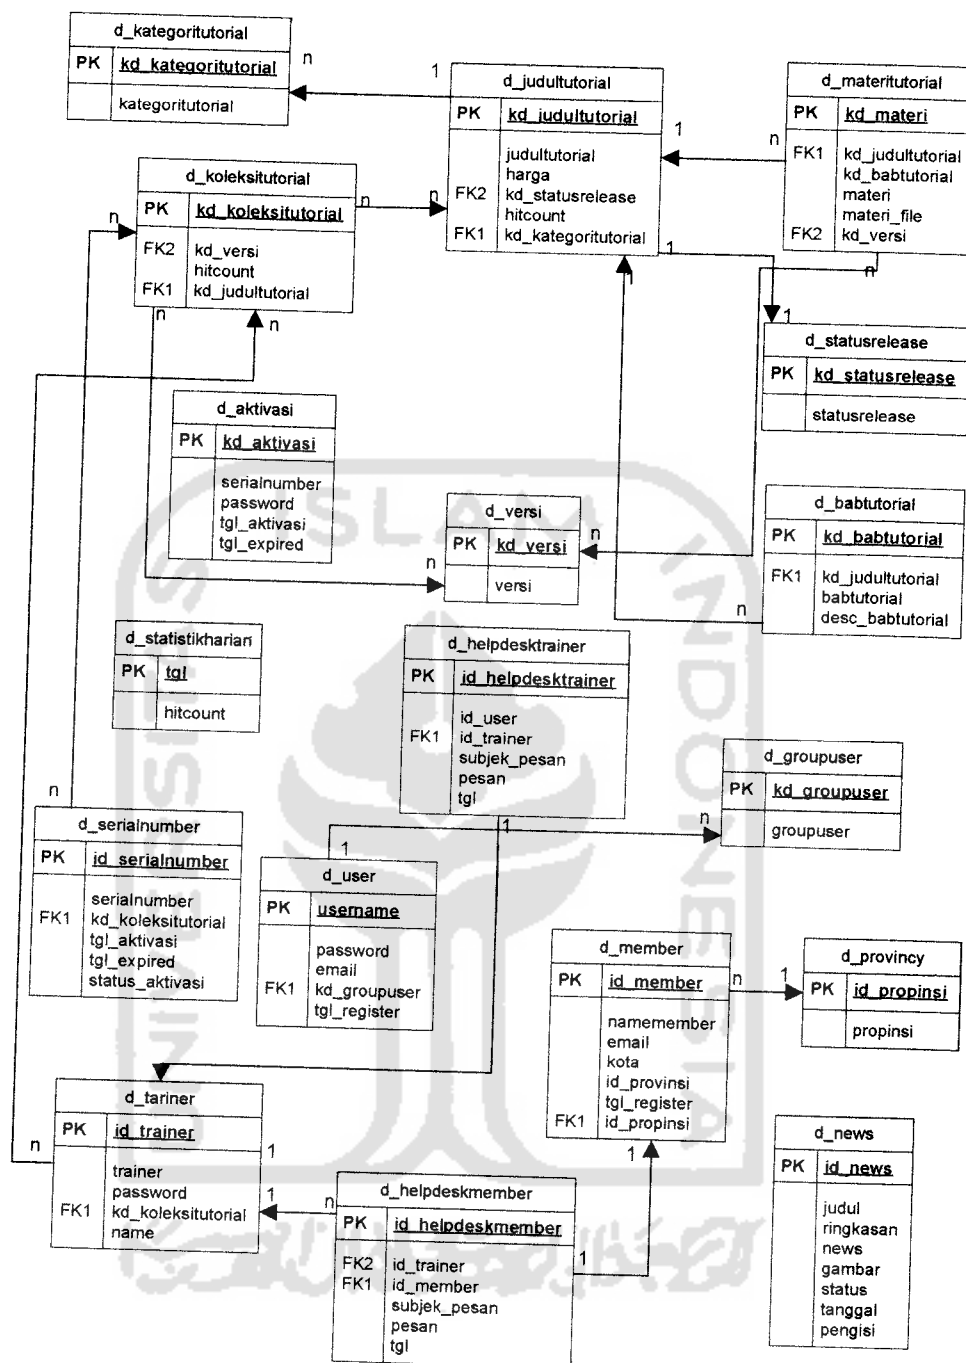 d_kategoritutorial
PK kd_kategoritutorial
kategoritutorial
n
1
d_judultutorial
PK kd_judultutorial
judultutorial
harga
FK2 kd_statusrelease
hitcount
FK1 kd_kategoritutorial
1
n
d_materitutorial
PK kd_materi
FK1 kd_judultutorial
kd_babtutorial
materi
materi_file
FK2 kd_versi
n
d_koleksitutorial
PK kd_koleksitutorial
FK2 kd_versi
hitcount
FK1 kd_judultutorial
n
n
n
n
n
1
1
1
d_statusrelease
PK kd_statusrelease
statusrelease
d_aktivasi
PK kd_aktivasi
serialnumber
password
tgl_aktivasi
tgl_expired
d_versi
PK kd_versi
versi
n
n
d_babtutorial
PK kd_babtutorial
FK1 kd_judultutorial
babtutorial
desc_babtutorial
n
d_statistikharian
PK tgl
hitcount
d_helpdesktrainer
PK id_helpdesktrainer
id_user
FK1 id_trainer
subjek_pesan
pesan
tgl
1
d_groupuser
PK kd_groupuser
groupuser
n
n
d_serialnumber
PK id_serialnumber
serialnumber
FK1 kd_koleksitutorial
tgl_aktivasi
tgl_expired
status_aktivasi
1
d_user
PK username
password
email
FK1 kd_groupuser
tgl_register
d_member
PK id_member
namemember
email
kota
id_provinsi
tgl_register
FK1 id_propinsi
n
1
1
d_provincy
PK id_propinsi
propinsi
d_tariner
PK id_trainer
trainer
password
FK1 kd_koleksitutorial
name
n
1
1
n
d_helpdeskmember
PK id_helpdeskmember
FK2 id_trainer
FK1 id_member
subjek_pesan
pesan
tgl
1
d_news
PK id_news
judul
ringkasan
news
gambar
status
tanggal
pengisi
UNIVERSITAS ISLAM INDONESIA